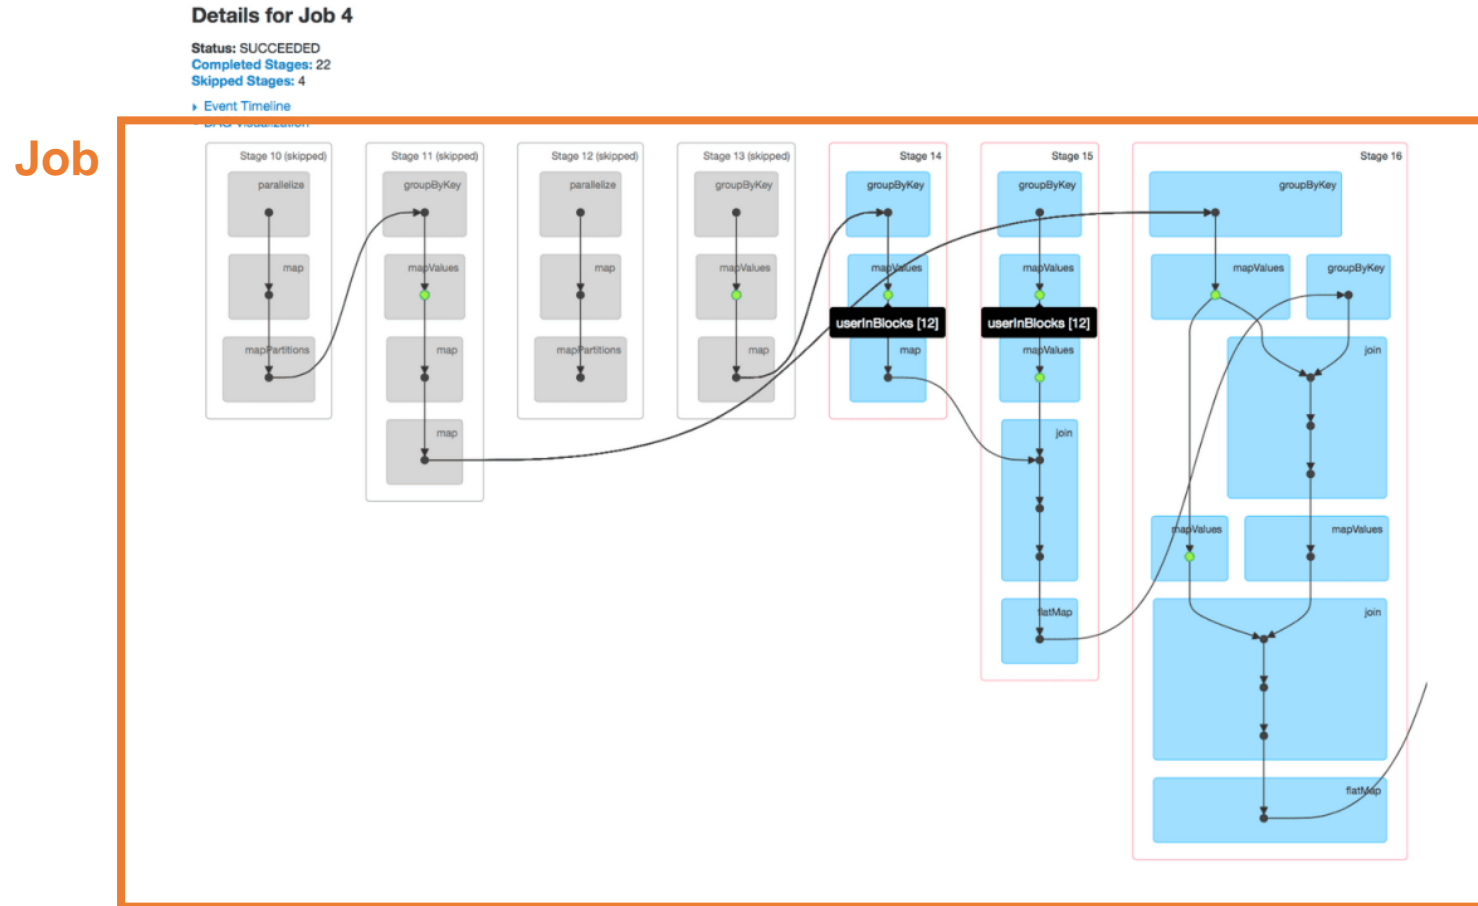 Details for Job 4
Status: SUCCEEDED
Completed Stages: 22
Skipped Stages: 4
Event Timeline
DAG Visualization
Job
Stage 10 (skipped)
parallelize
map
mapPartitions
Stage 11 (skipped)
groupByKey
mapValues
map
map
Stage 12 (skipped)
parallelize
map
mapPartitions
Stage 13 (skipped)
groupByKey
mapValues
map
Stage 14
groupByKey
mapValues
userInBlocks [12]
map
Stage 15
groupByKey
mapValues
userInBlocks [12]
mapValues
join
flatMap
Stage 16
groupByKey
mapValues
groupByKey
join
mapValues
mapValues
join
flatMap